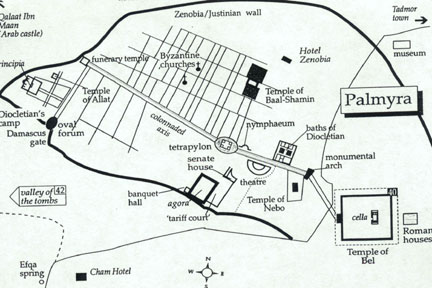 Qalaat Ibn
Maan
(Arab castle)
Zenobia/Justinian wall
Tadmor
town
museum
Hotel
Zenobia
Palmyra
principia
funerary temple
Byzantine
churches
Temple of
Baal-Shamin
Temple
of Allat
Diocletian's
camp
Damascus
gate
oval
forum
colonnaded
axis
nymphaeum
tetrapylon
baths of
Diocletian
senate
house
monumental
arch
theatre
valley of
the tombs
42
banquet
hall
agora
'tariff court'
Temple of
Nebo
40
cella
Roman
houses
Temple of
Bel
Efqa
spring
Cham Hotel
N
W
E
S